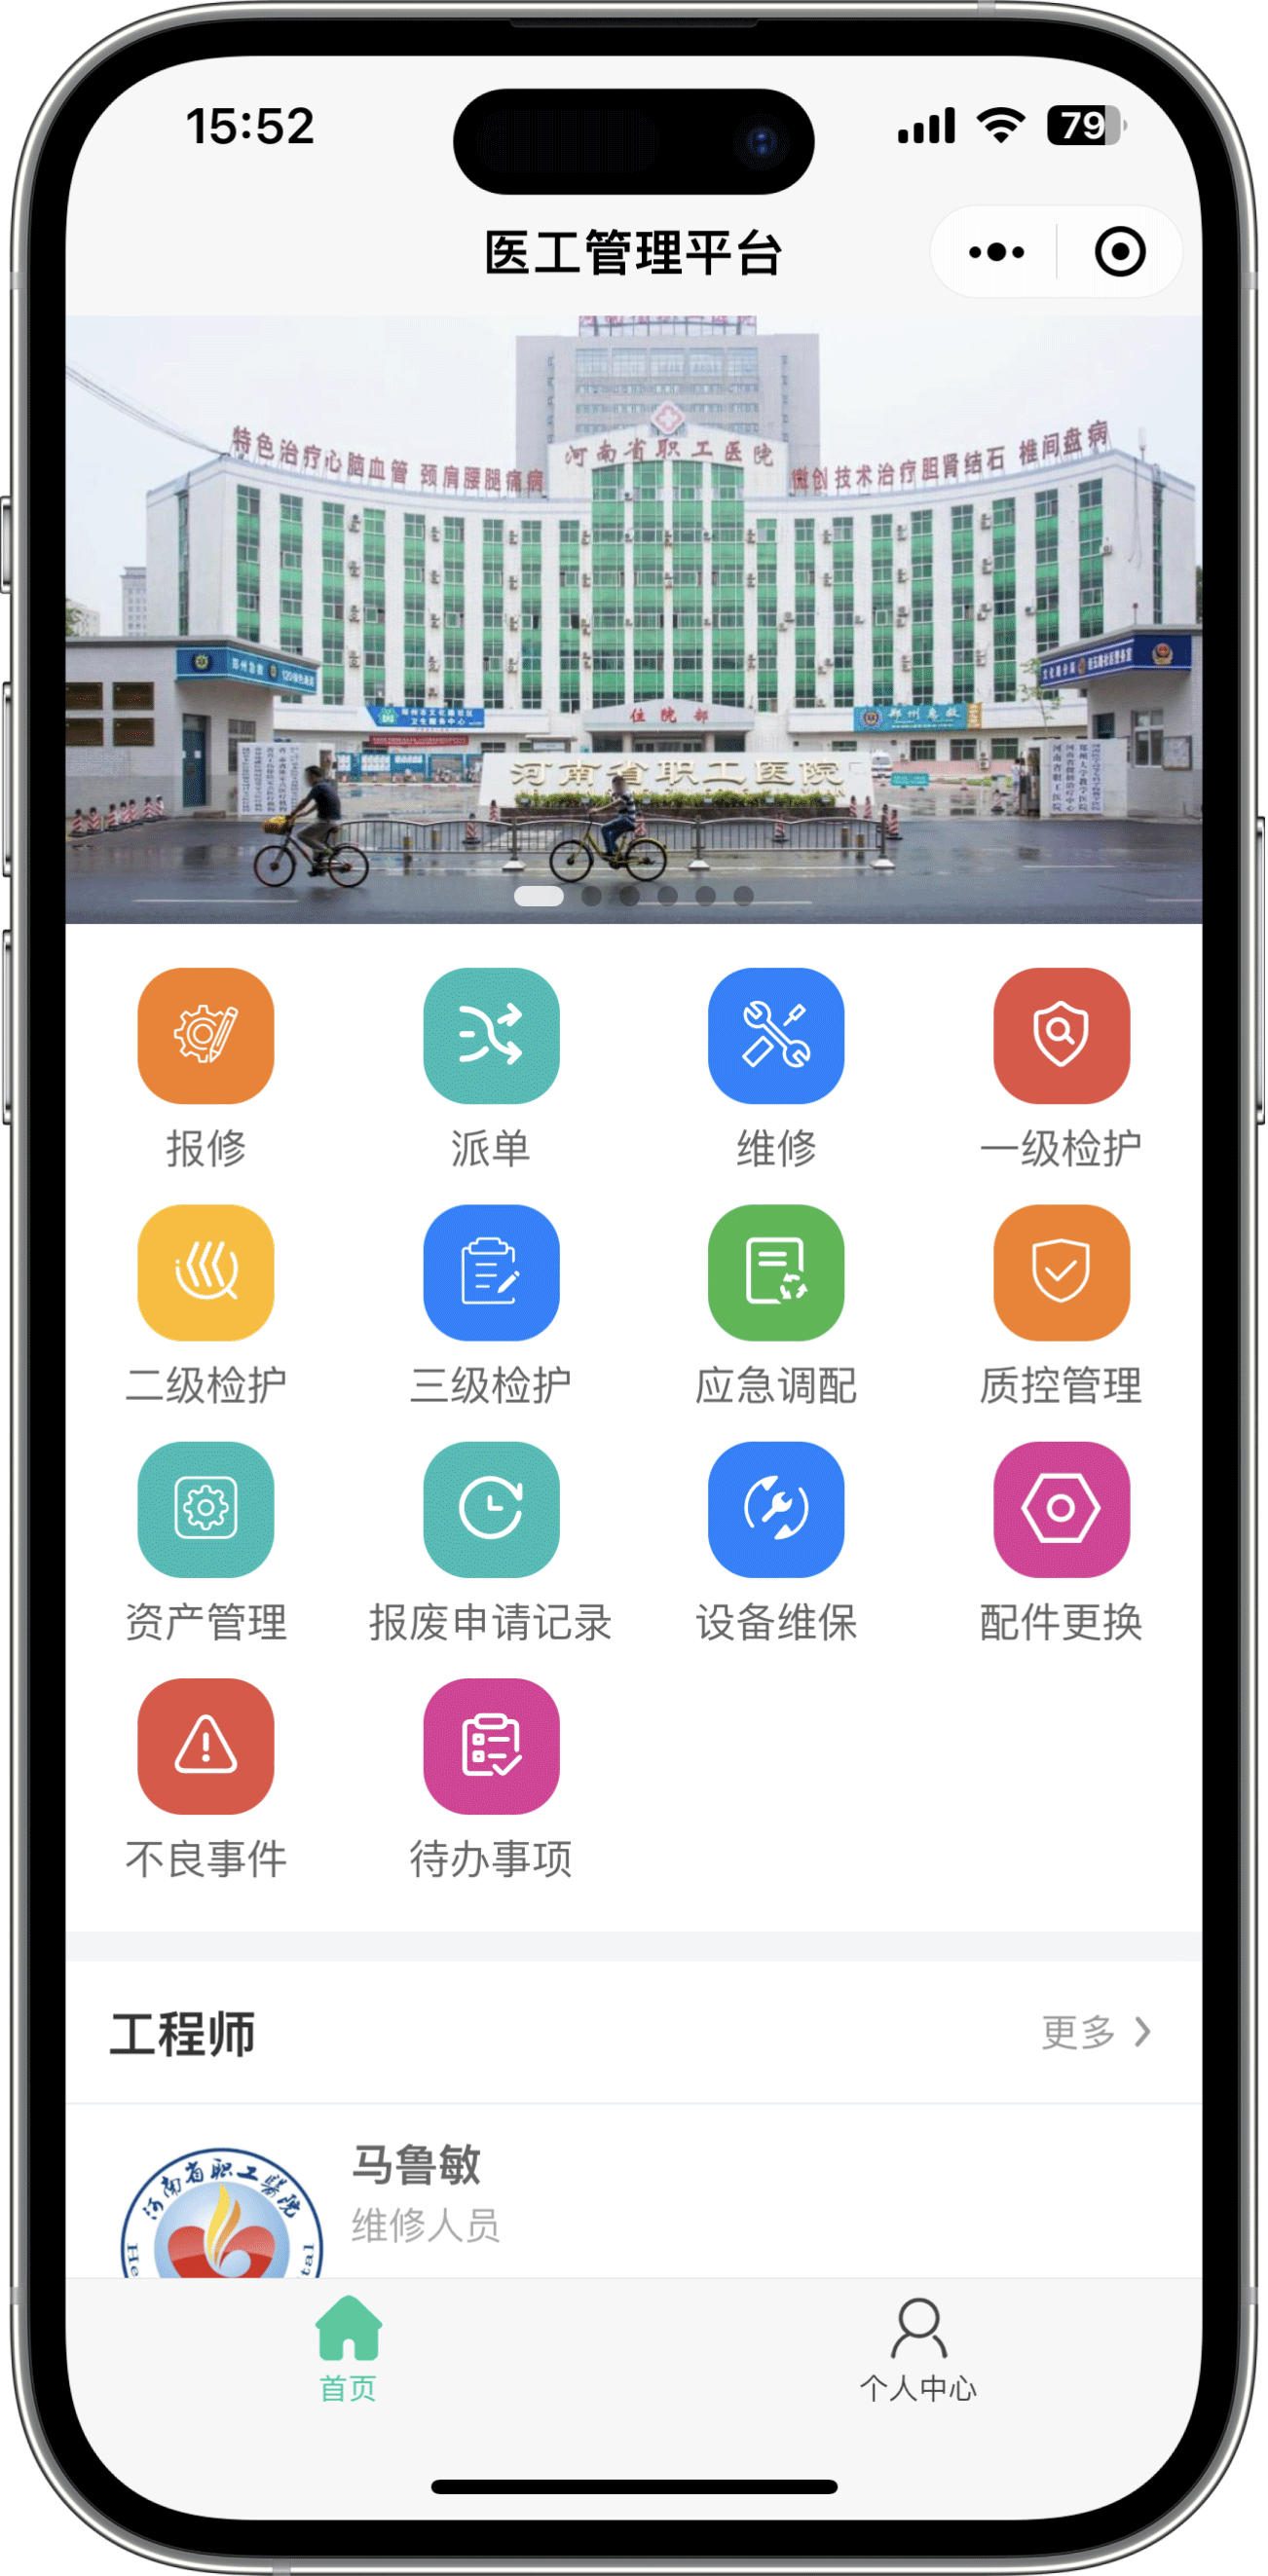 15:52
79
医工管理平台
特色治疗心脑血管 颈肩腰腿痛病
河南省职工医院
微创技术治疗胆肾结石 椎间盘病
住院部
郑州急救
河南省职工医院
报修
派单
维修
一级检护
二级检护
三级检护
应急调配
质控管理
资产管理
报废申请记录
设备维保
配件更换
不良事件
待办事项
工程师
更多
河南省职工醫院
马鲁敏
维修人员
首页
个人中心